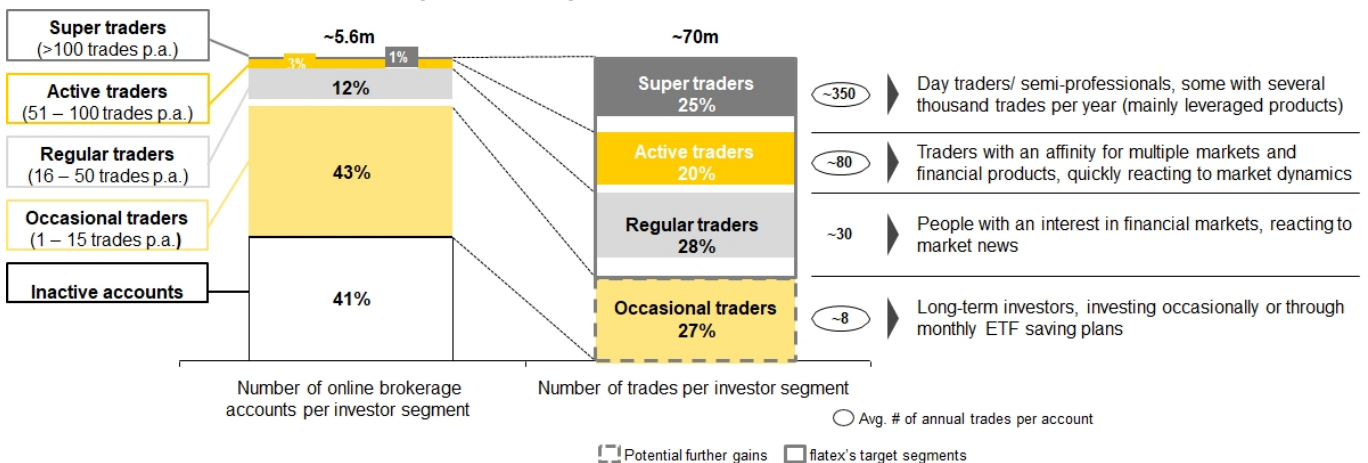 Super traders
(>100 trades p.a.)
Active traders
(51 – 100 trades p.a.)
Regular traders
(16 – 50 trades p.a.)
Occasional traders
(1 – 15 trades p.a.)
Inactive accounts
~5.6m
3%
1%
12%
43%
41%
Number of online brokerage
accounts per investor segment
~70m
Super traders
25%
Active traders
20%
Regular traders
28%
Occasional traders
27%
Number of trades per investor segment
~350
Day traders/ semi-professionals, some with several
thousand trades per year (mainly leveraged products)
~80
Traders with an affinity for multiple markets and
financial products, quickly reacting to market dynamics
~30
People with an interest in financial markets, reacting to
market news
~8
Long-term investors, investing occasionally or through
monthly ETF saving plans
Avg. # of annual trades per account
Potential further gains
flatex's target segments